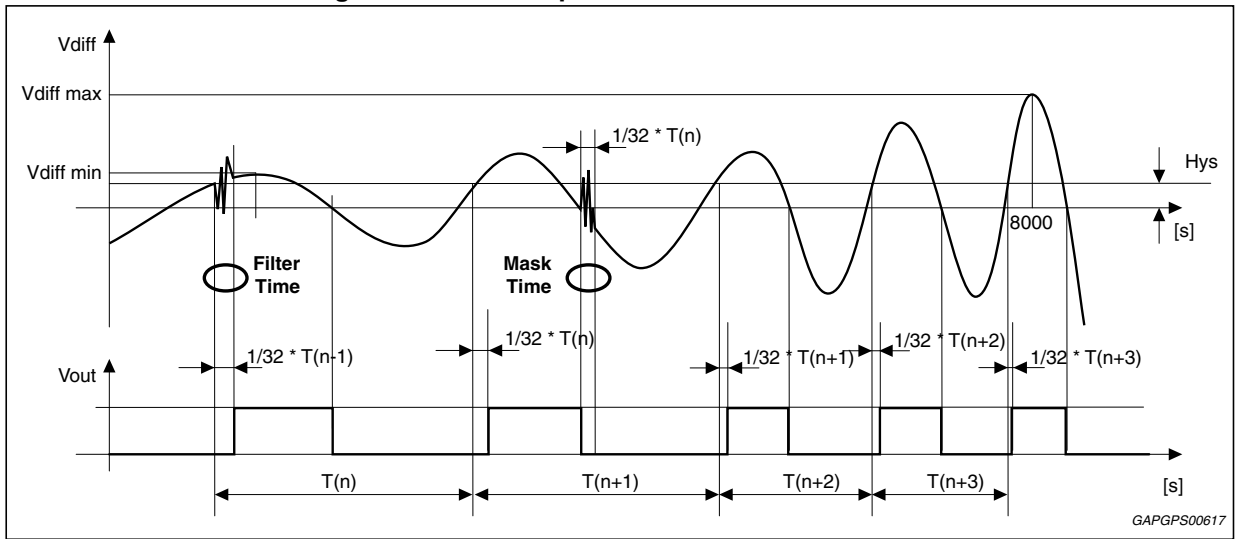 Vdiff
Vdiff max
1/32 * T(n)
Vdiff min
Hys
8000
[s]
Filter
Time
Mask
Time
1/32 * T(n-1)
1/32 * T(n)
1/32 * T(n+1)
1/32 * T(n+2)
1/32 * T(n+3)
Vout
T(n)
T(n+1)
T(n+2)
T(n+3)
[s]
GAPGPS00617